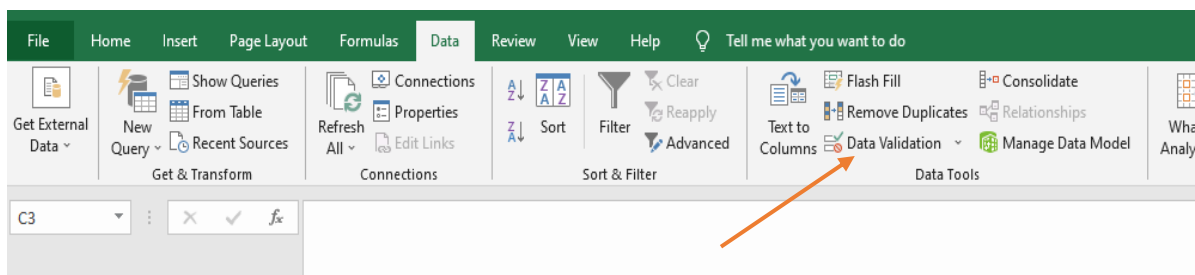 File Home Insert Page Layout Formulas Data Review View Help Tell me what you want to do
Get External
Data
New
Query
Show Queries
From Table
Recent Sources
Get & Transform
Refresh
All
Connections
Properties
Edit Links
Connections
A
Z
Z
A
Z A
A Z
Sort
Filter
Clear
Reapply
Advanced
Sort & Filter
Text to
Columns
Flash Fill
Remove Duplicates
Data Validation
Consolidate
Relationships
Manage Data Model
Data Tools
C3
fx